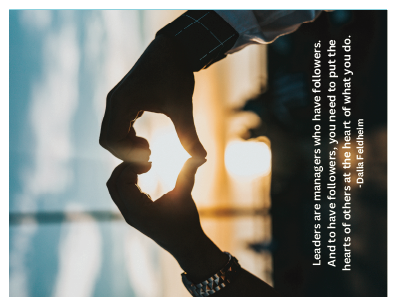 Leaders are managers who have followers.
And to have followers, you need to put the
hearts of others at the heart of what you do.
-Dalia Feldheim